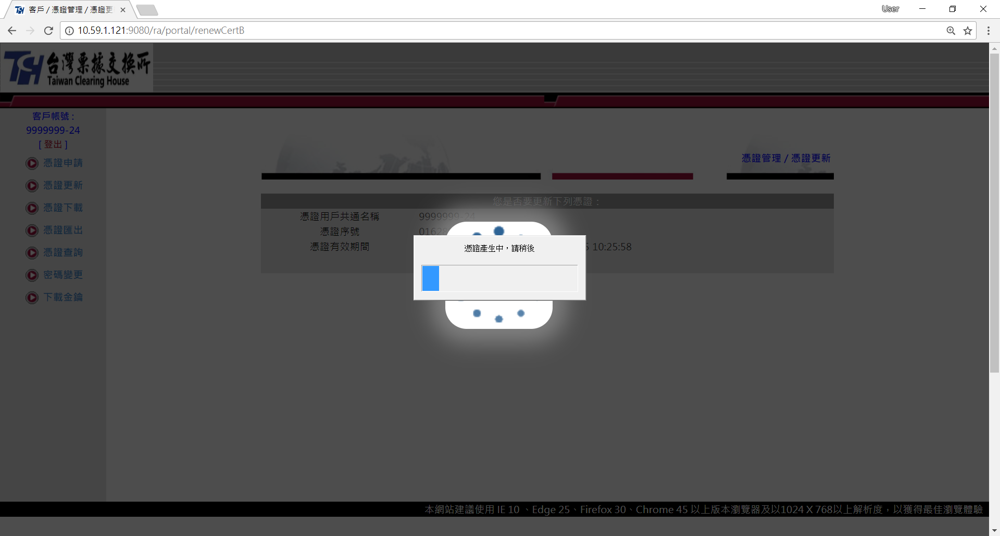 客戶 / 憑證管理 / 憑證更
User
10.59.1.121:9080/ra/portal/renewCertB
TCH 台灣票據交換所
Taiwan Clearing House
客戶帳號 :
9999999-24
[ 登出 ]
憑證申請
憑證更新
憑證下載
憑證匯出
憑證查詢
密碼變更
下載金鑰
憑證管理 / 憑證更新
您是否要更新下列憑證 :
憑證用戶共通名稱 9999999-24
憑證序號 0162
憑證有效期間 10:25:58
憑證產生中，請稍後
本網站建議使用 IE 10 、Edge 25、Firefox 30、Chrome 45 以上版本瀏覽器及以1024 X 768以上解析度，以獲得最佳瀏覽體驗